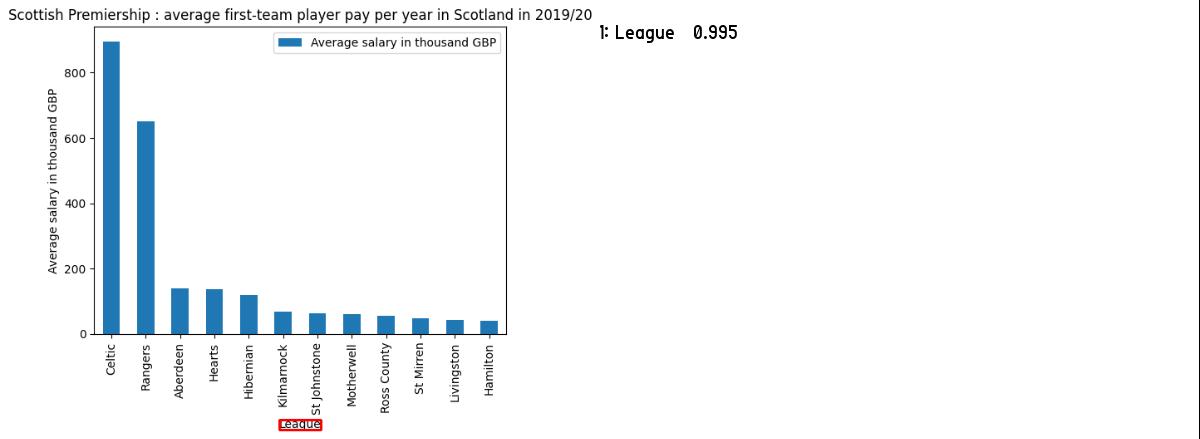 Scottish Premiership : average first-team player pay per year in Scotland in 2019/20
1: League 0.995
Average salary in thousand GBP
Average salary in thousand GBP
800
600
400
200
0
Celtic
Rangers
Aberdeen
Hearts
Hibernian
Kilmarnock
St Johnstone
Motherwell
Ross County
St Mirren
Livingston
Hamilton
League